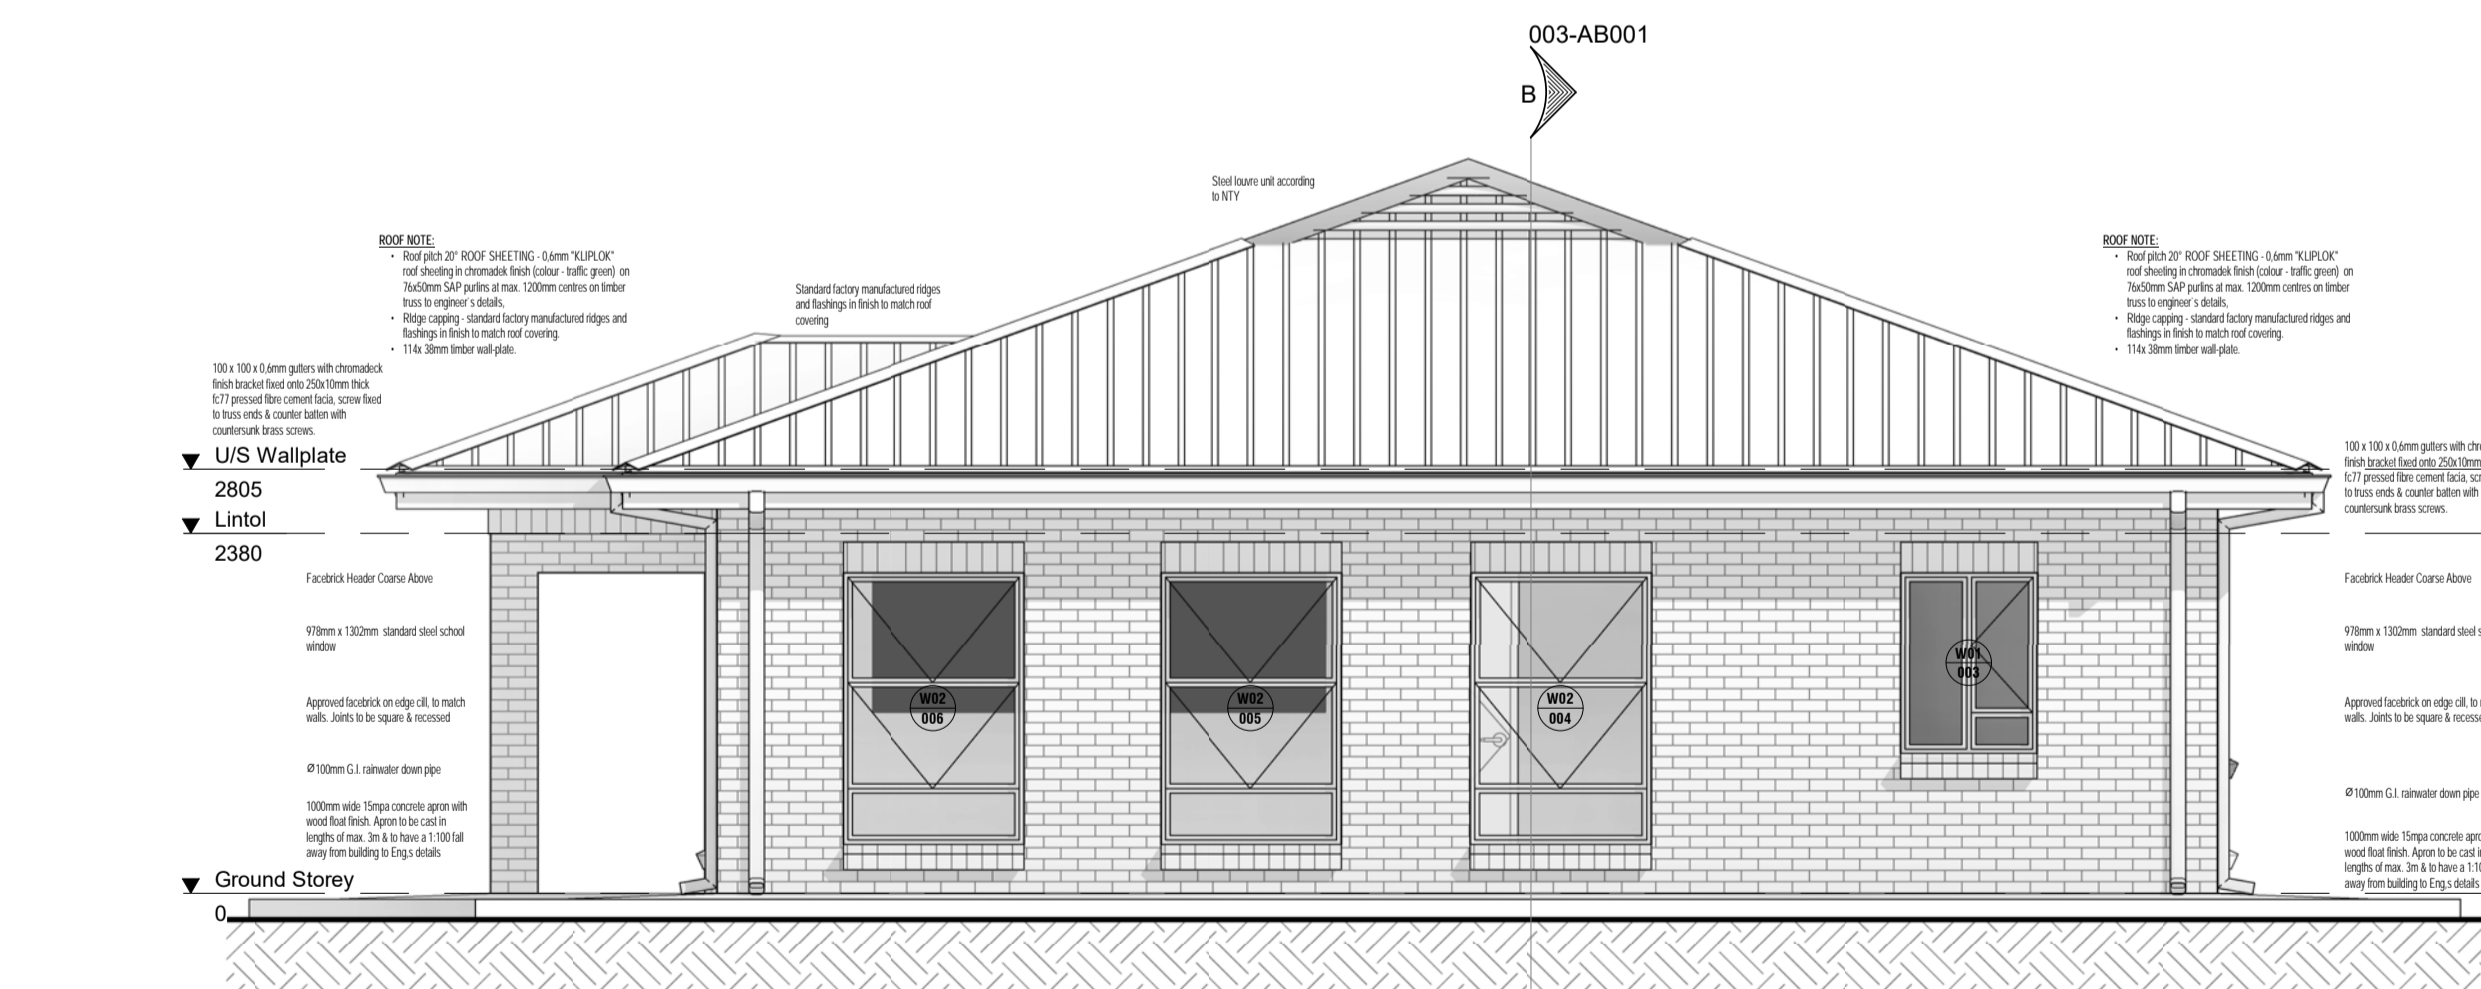 003-AB001
B
Steel louvre unit according
to NTY
ROOF NOTE:
• Roof pitch 20° ROOF SHEETING - 0,6mm "KLIPLOK"
roof sheeting in chromadek finish (colour - traffic green) on
76x50mm SAP purlins at max. 1200mm centres on timber
truss to engineer's details,
• RIdge capping - standard factory manufactured ridges and
flashings in finish to match roof covering.
• 114x 38mm timber wall-plate.
Standard factory manufactured ridges
and flashings in finish to match roof
covering
ROOF NOTE:
• Roof pitch 20° ROOF SHEETING - 0,6mm "KLIPLOK"
roof sheeting in chromadek finish (colour - traffic green) on
76x50mm SAP purlins at max. 1200mm centres on timber
truss to engineer's details,
• RIdge capping - standard factory manufactured ridges and
flashings in finish to match roof covering.
• 114x 38mm timber wall-plate.
100 x 100 x 0,6mm gutters with chromadeck
finish bracket fixed onto 250x10mm thick
fc77 pressed fibre cement facia, screw fixed
to truss ends & counter batten with
countersunk brass screws.
U/S Wallplate
2805
Lintol
2380
Facebrick Header Coarse Above
978mm x 1302mm standard steel school
window
Approved facebrick on edge cill, to match
walls. Joints to be square & recessed
Ø100mm G.I. rainwater down pipe
1000mm wide 15mpa concrete apron with
wood float finish. Apron to be cast in
lengths of max. 3m & to have a 1:100 fall
away from building to Eng,s details
Ground Storey
0
W02
006
W02
005
W02
004
W01
003
100 x 100 x 0,6mm gutters with chr
finish bracket fixed onto 250x10mm
fc77 pressed fibre cement facia, scr
to truss ends & counter batten with
countersunk brass screws.
Facebrick Header Coarse Above
978mm x 1302mm standard steel s
window
Approved facebrick on edge cill, to
walls. Joints to be square & recesse
Ø100mm G.I. rainwater down pipe
1000mm wide 15mpa concrete apro
wood float finish. Apron to be cast i
lengths of max. 3m & to have a 1:10
away from building to Eng,s details